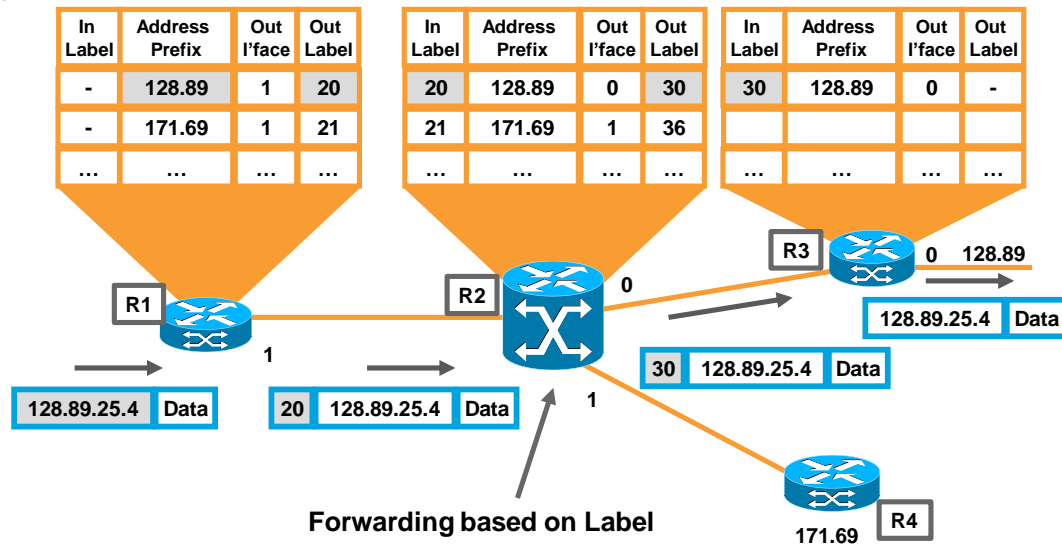 In Label Address Prefix Out I'face Out Label
- 128.89 1 20
- 171.69 1 21
… … … …
In Label Address Prefix Out I'face Out Label
20 128.89 0 30
21 171.69 1 36
… … … …
In Label Address Prefix Out I'face Out Label
30 128.89 0 -
… … … …
R1
1
R2
0
1
R3
0 128.89
128.89.25.4 Data
20 128.89.25.4 Data
30 128.89.25.4 Data
128.89.25.4 Data
Forwarding based on Label
171.69
R4